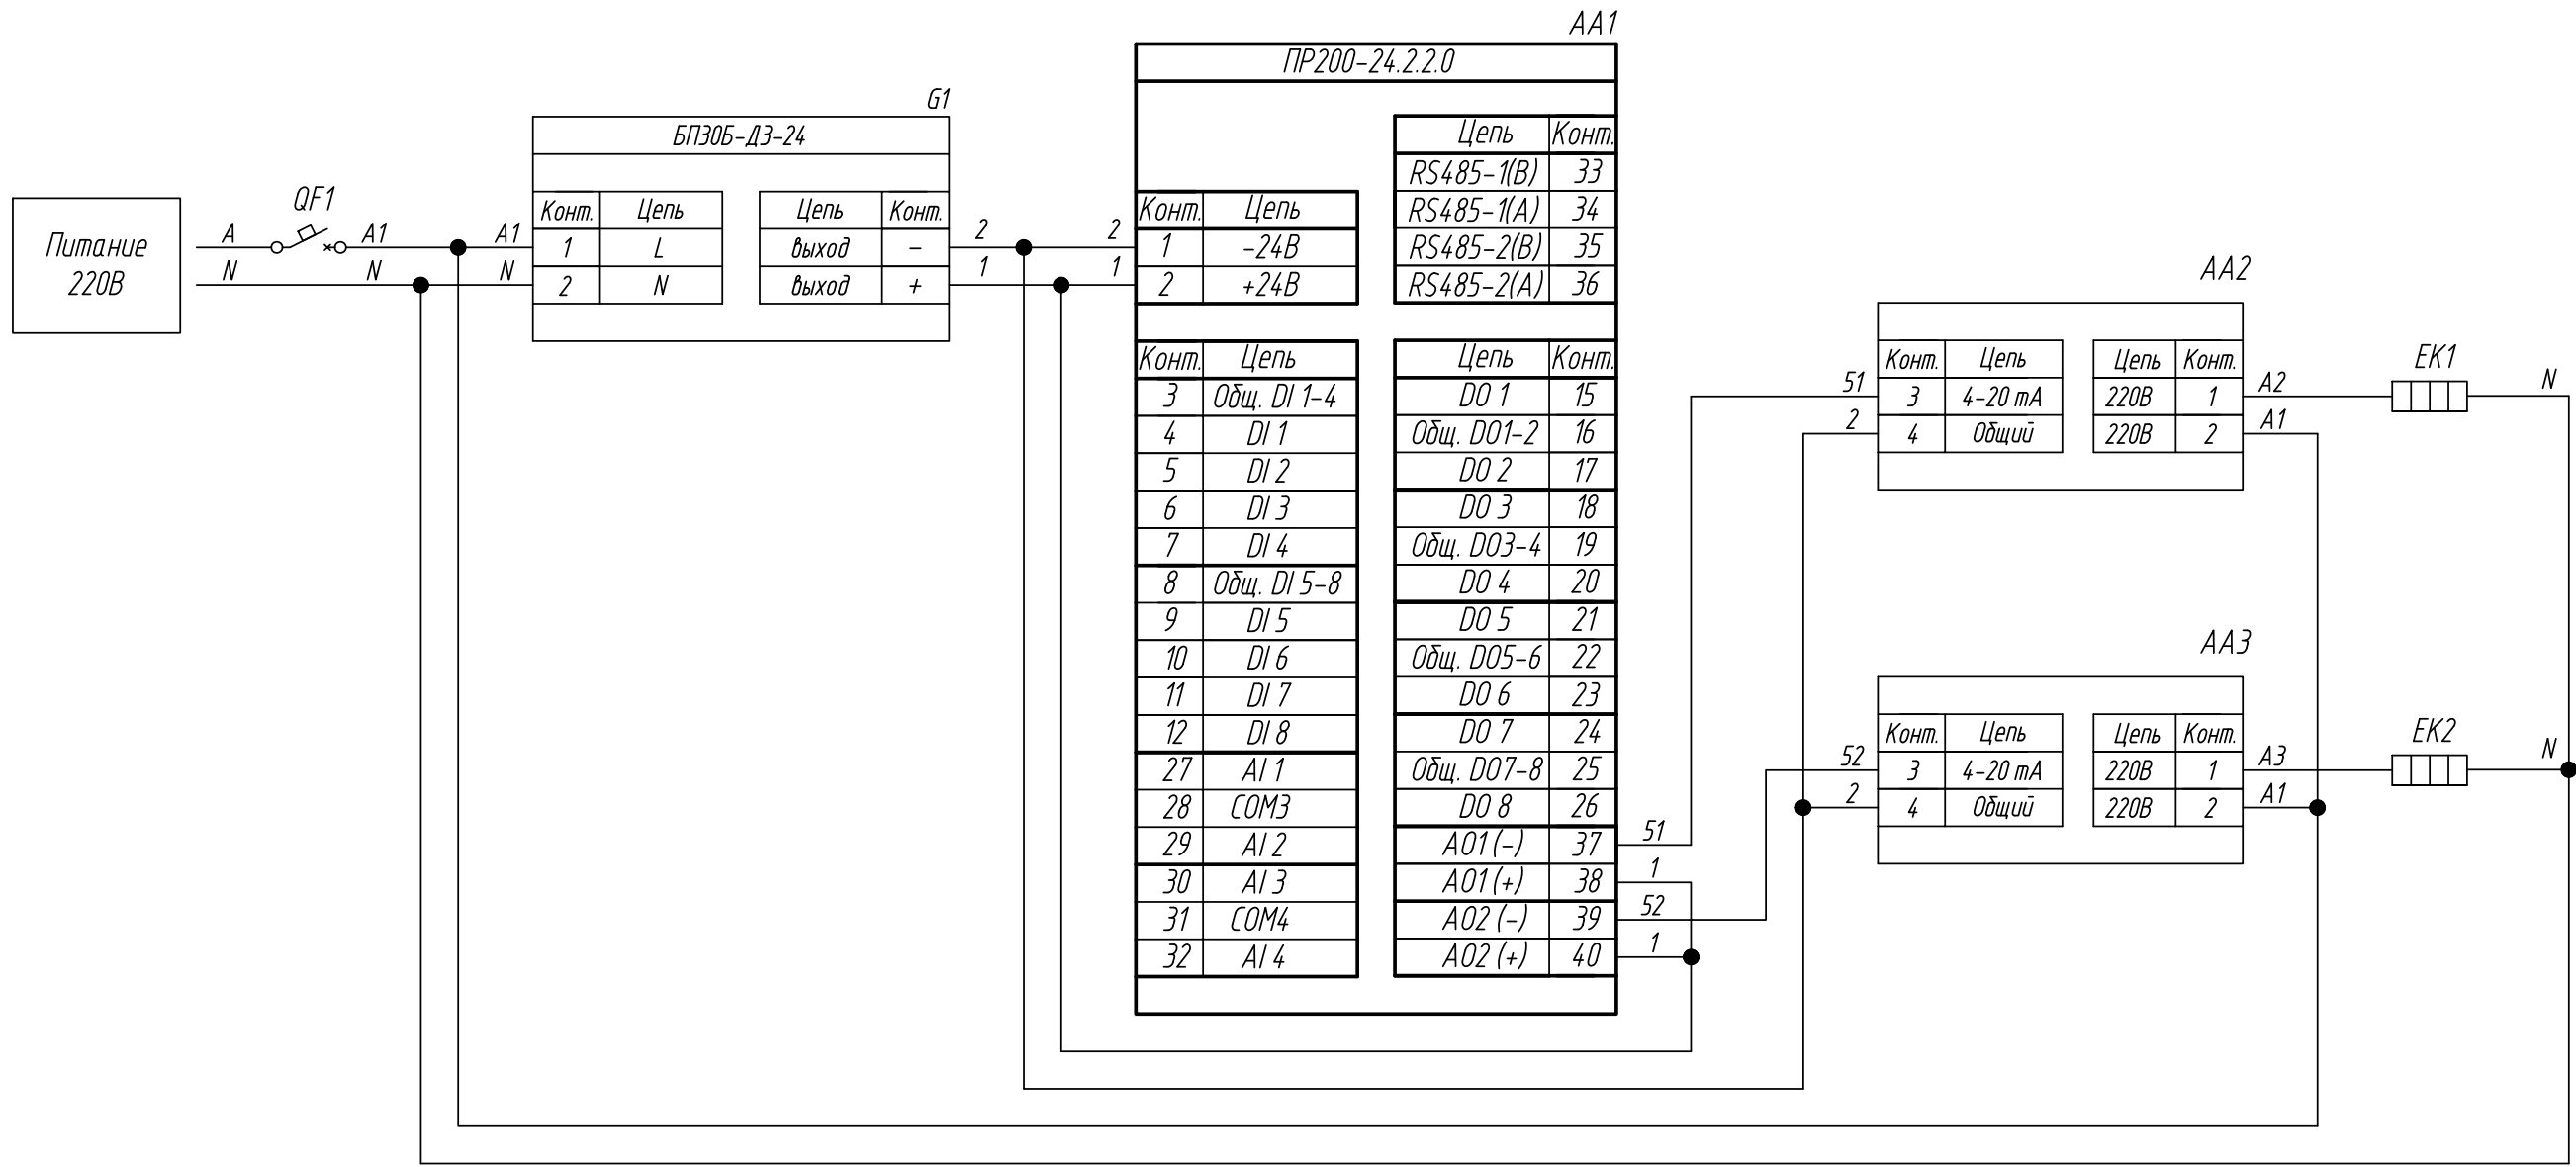 Питание
220В
QF1
A A1 A1
N N N
G1
БП30Б-Д3-24
Конт. Цепь Цепь Конт.
1 L выход -
2 N выход +
2 2
1 1
AA1
ПР200-24.2.2.0
Конт. Цепь
1 -24В
2 +24В
Цепь Конт.
RS485-1(B) 33
RS485-1(A) 34
RS485-2(B) 35
RS485-2(A) 36
Конт. Цепь
3 Общ. DI 1-4
4 DI 1
5 DI 2
6 DI 3
7 DI 4
8 Общ. DI 5-8
9 DI 5
10 DI 6
11 DI 7
12 DI 8
27 AI 1
28 COM3
29 AI 2
30 AI 3
31 COM4
32 AI 4
Цепь Конт.
DO 1 15
Общ. DO1-2 16
DO 2 17
DO 3 18
Общ. DO3-4 19
DO 4 20
DO 5 21
Общ. DO5-6 22
DO 6 23
DO 7 24
Общ. DO7-8 25
DO 8 26
AO1 (-) 37 51
AO1 (+) 38 1
AO2 (-) 39 52
AO2 (+) 40 1
AA2
Конт. Цепь Цепь Конт.
51 3 4-20 mA 220В 1 A2
2 4 Общий 220В 2 A1
EK1
N
AA3
Конт. Цепь Цепь Конт.
52 3 4-20 mA 220В 1 A3
2 4 Общий 220В 2 A1
EK2
N